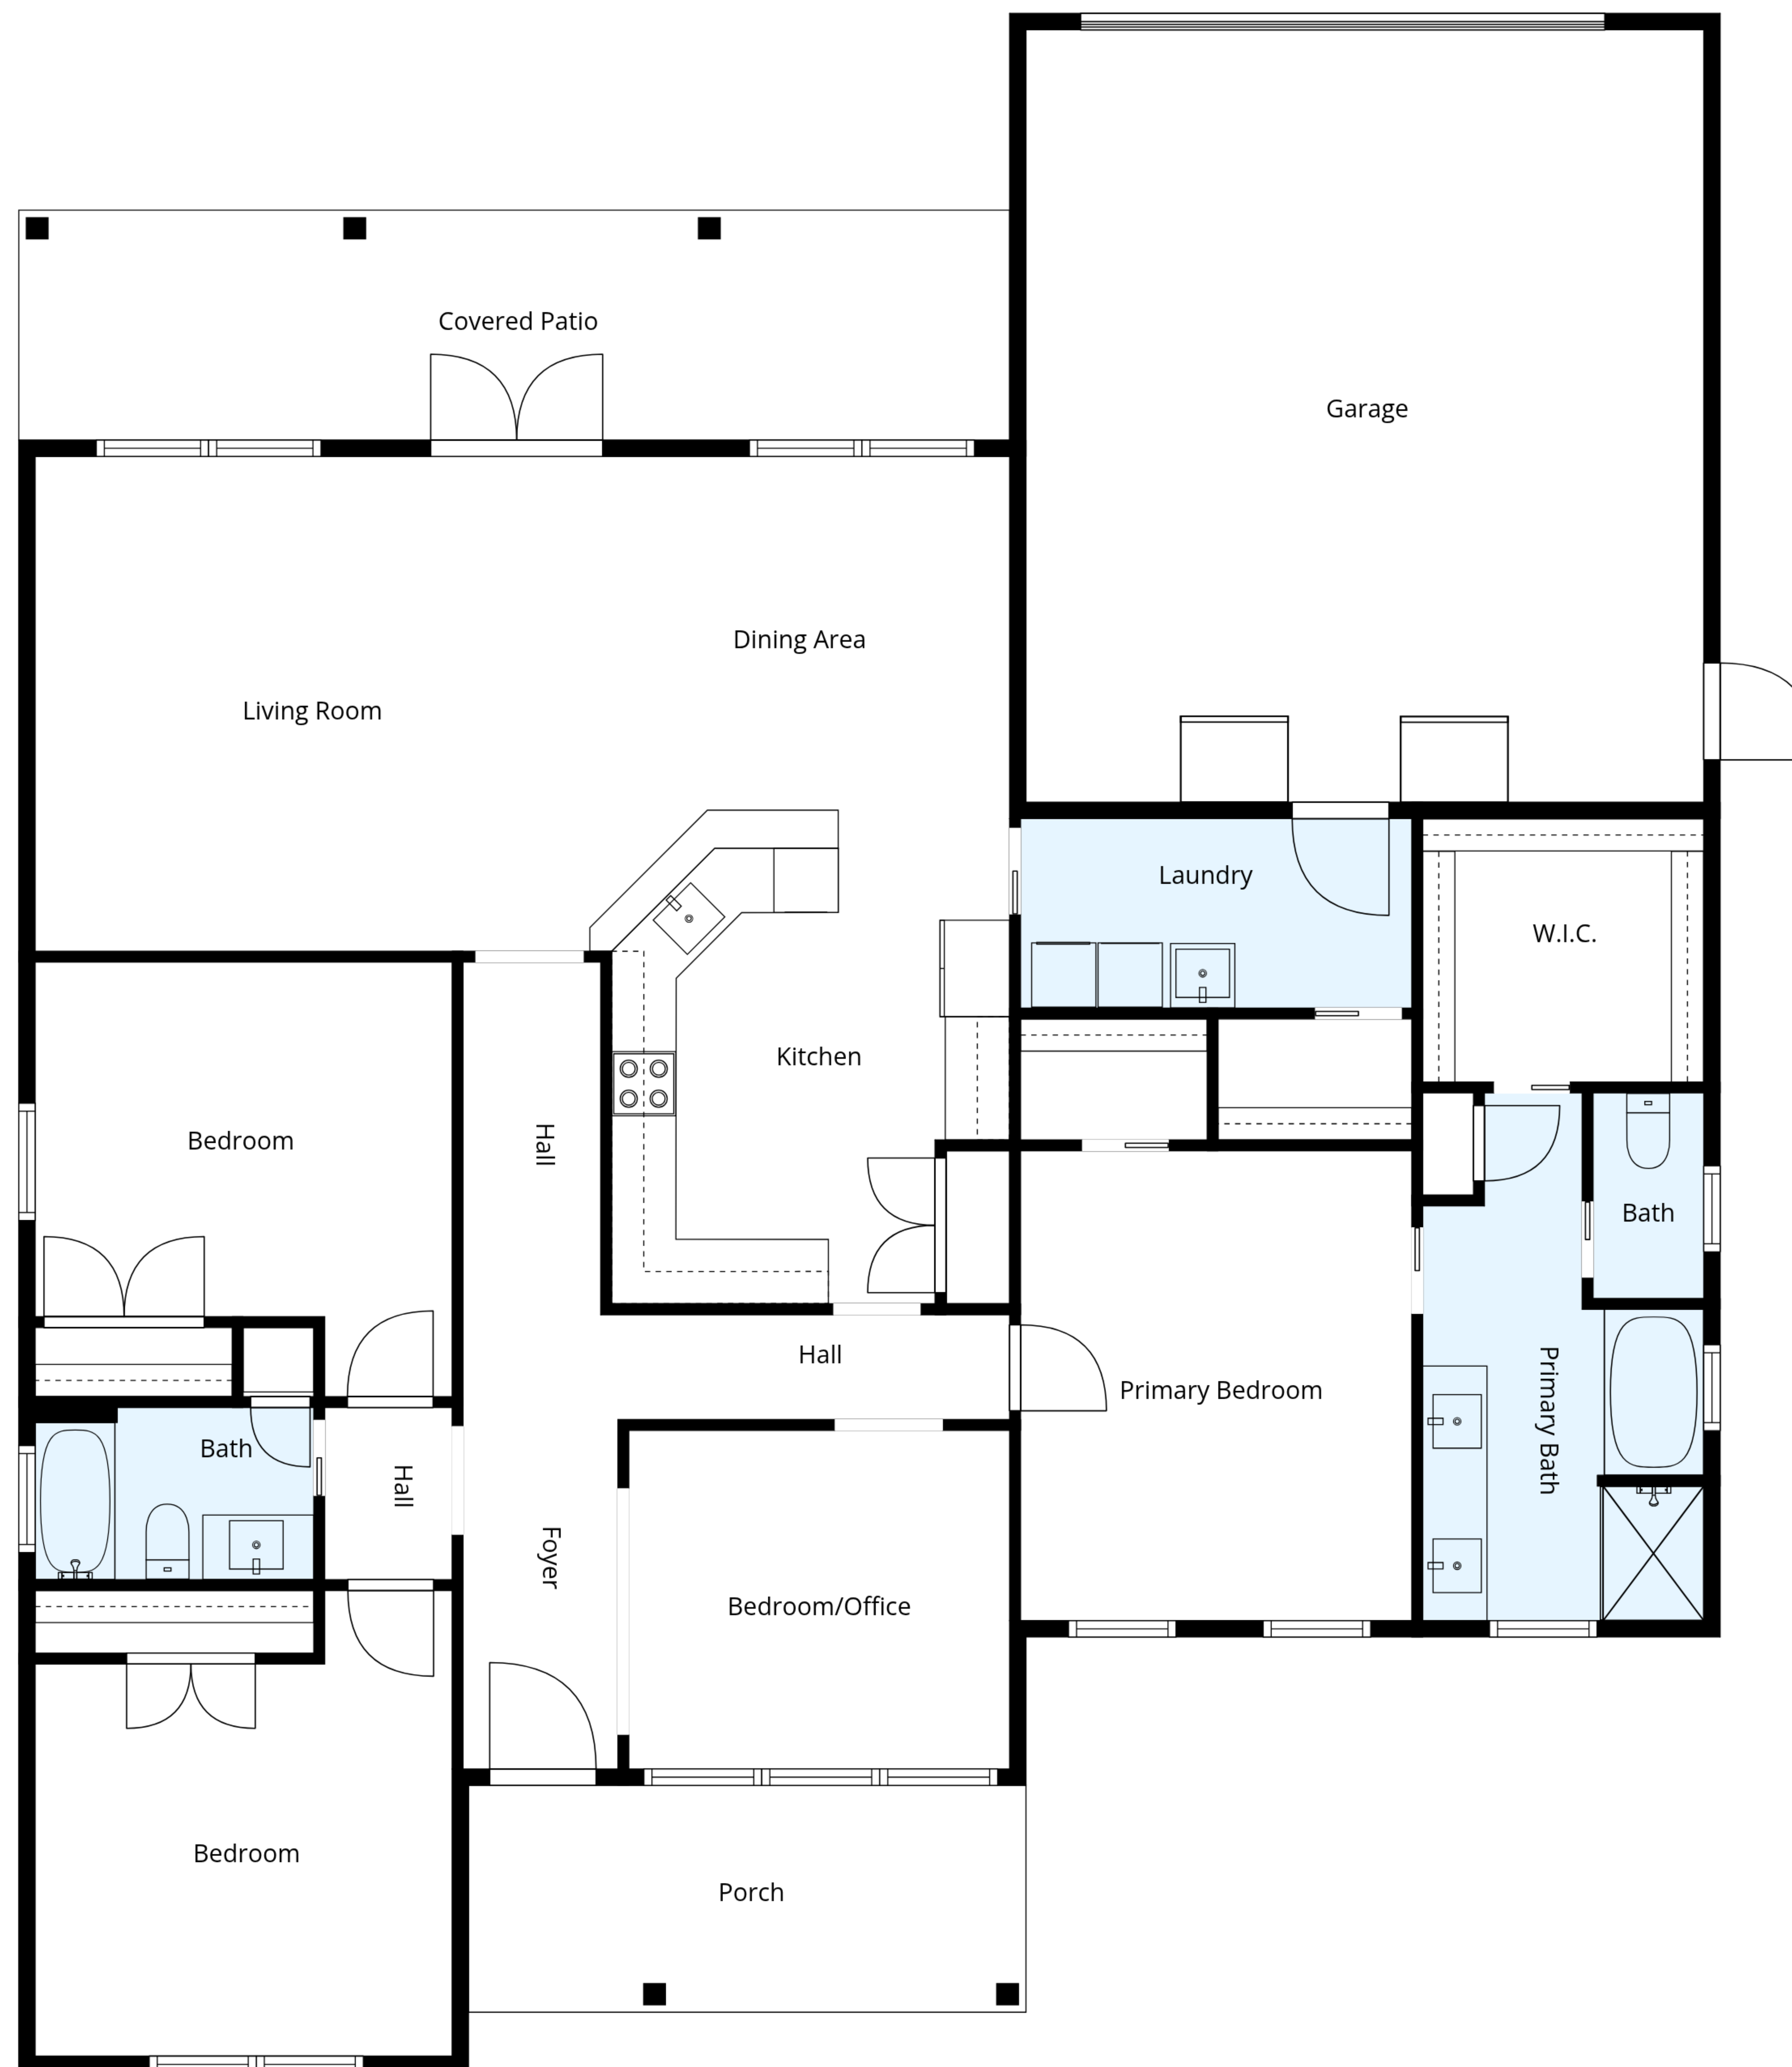 Covered Patio
Garage
Dining Area
Living Room
Laundry
W.I.C.
Kitchen
Bedroom
Hall
Bath
Hall
Primary Bedroom
Primary Bath
Bath
Hall
Foyer
Bedroom/Office
Bedroom
Porch